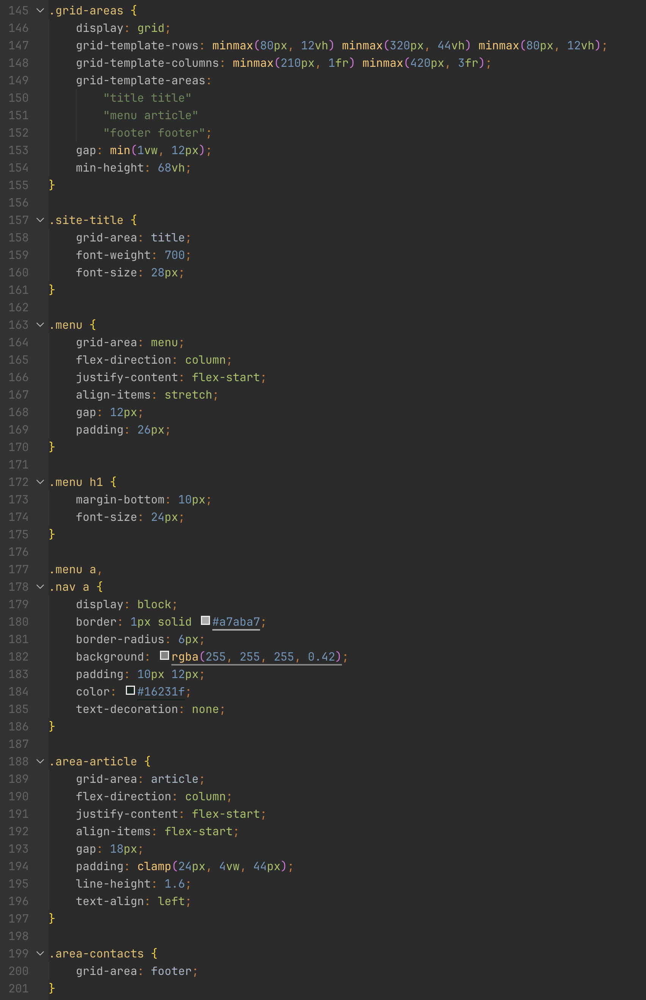 145 .grid-areas {
146 display: grid;
147 grid-template-rows: minmax(80px, 12vh) minmax(320px, 44vh) minmax(80px, 12vh);
148 grid-template-columns: minmax(210px, 1fr) minmax(420px, 3fr);
149 grid-template-areas:
150 "title title"
151 "menu article"
152 "footer footer";
153 gap: min(1vw, 12px);
154 min-height: 68vh;
155 }
156
157 .site-title {
158 grid-area: title;
159 font-weight: 700;
160 font-size: 28px;
161 }
162
163 .menu {
164 grid-area: menu;
165 flex-direction: column;
166 justify-content: flex-start;
167 align-items: stretch;
168 gap: 12px;
169 padding: 26px;
170 }
171
172 .menu h1 {
173 margin-bottom: 10px;
174 font-size: 24px;
175 }
176
177 .menu a,
178 .nav a {
179 display: block;
180 border: 1px solid #a7aba7;
181 border-radius: 6px;
182 background: rgba(255, 255, 255, 0.42);
183 padding: 10px 12px;
184 color: #16231f;
185 text-decoration: none;
186 }
187
188 .area-article {
189 grid-area: article;
190 flex-direction: column;
191 justify-content: flex-start;
192 align-items: flex-start;
193 gap: 18px;
194 padding: clamp(24px, 4vw, 44px);
195 line-height: 1.6;
196 text-align: left;
197 }
198
199 .area-contacts {
200 grid-area: footer;
201 }